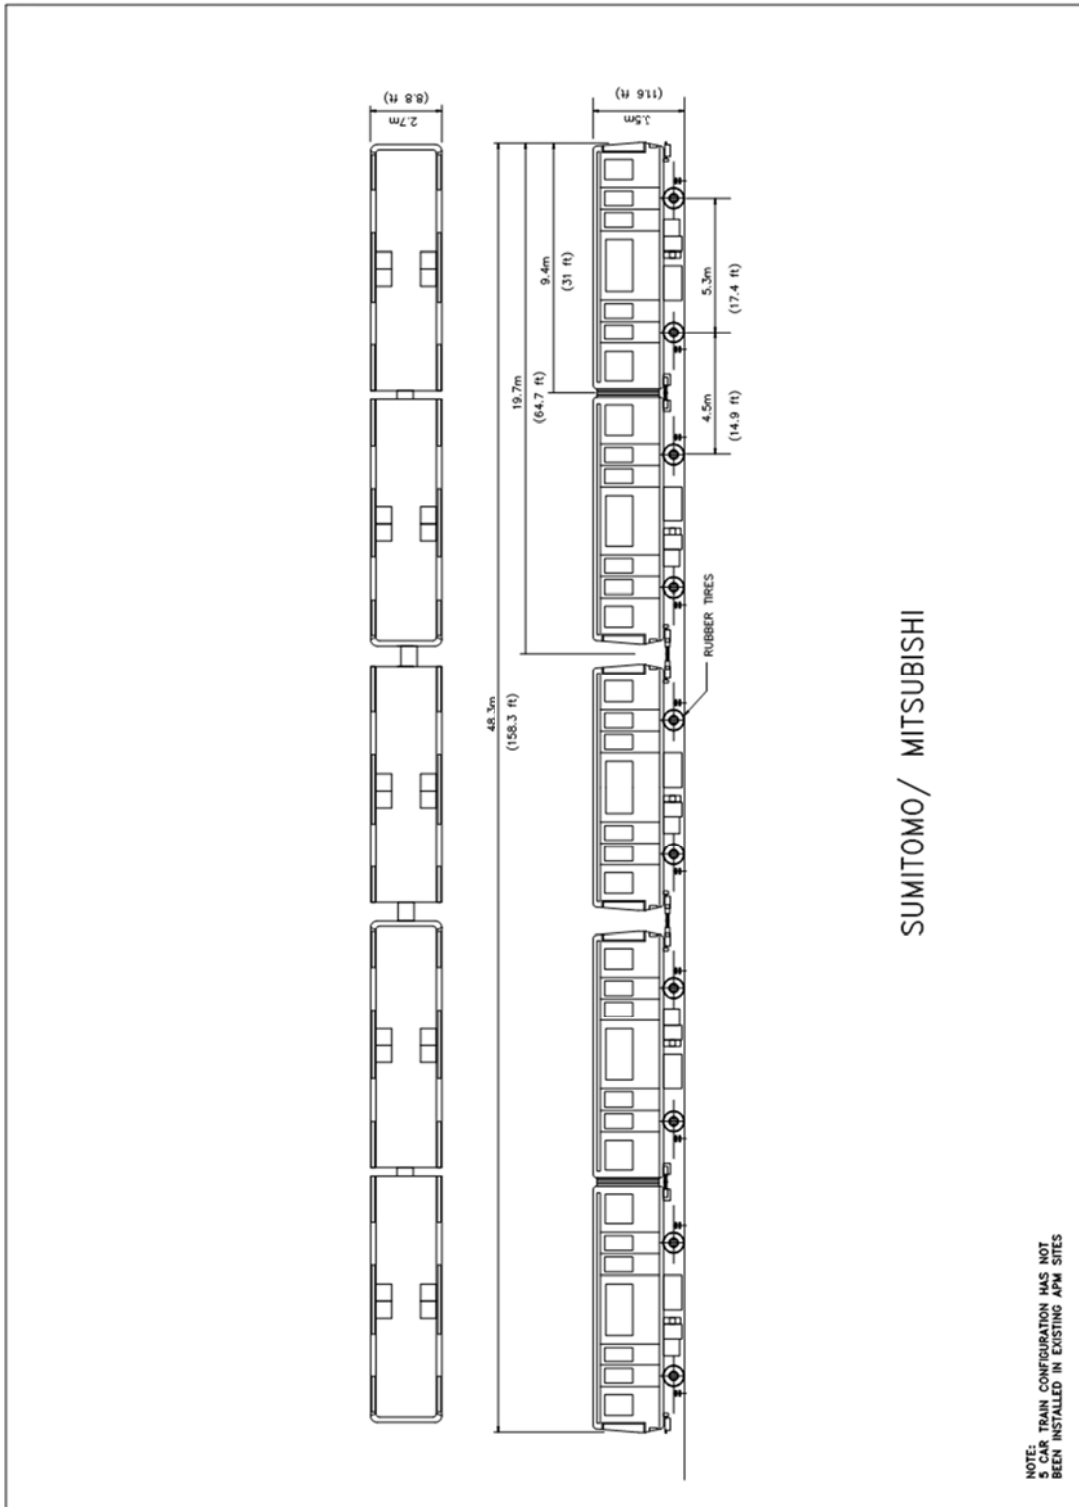 2.7m
(8.8 ft)
3.5m
(11.6 ft)
48.3m
(158.3 ft)
19.7m
(64.7 ft)
9.4m
(31 ft)
4.5m
(14.9 ft)
5.3m
(17.4 ft)
RUBBER TIRES
SUMITOMO/ MITSUBISHI
NOTE:
5 CAR TRAIN CONFIGURATION HAS NOT
BEEN INSTALLED IN EXISTING APM SITES